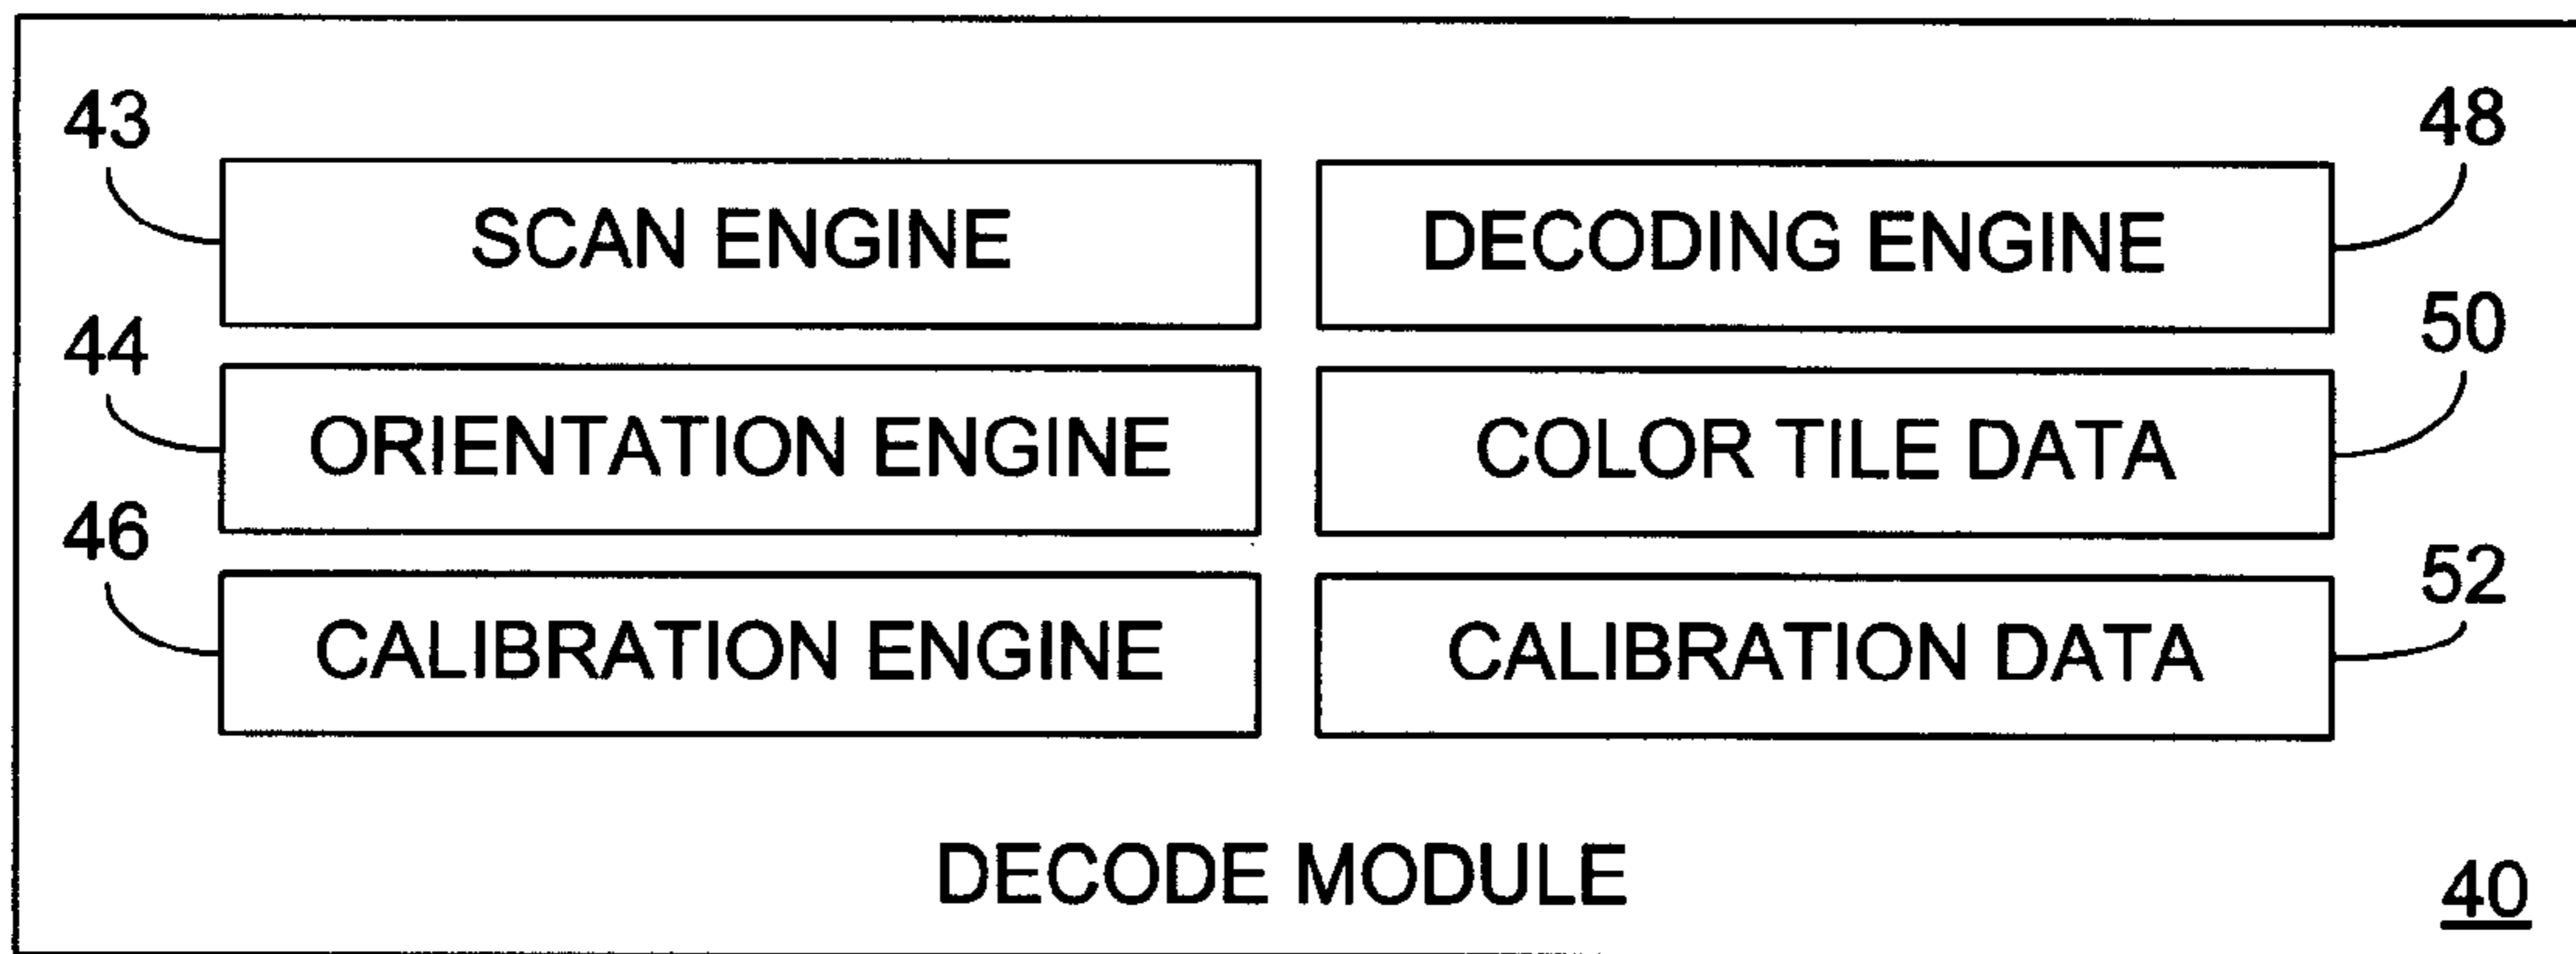 43
SCAN ENGINE
DECODING ENGINE
48
44
ORIENTATION ENGINE
COLOR TILE DATA
50
46
CALIBRATION ENGINE
CALIBRATION DATA
52
DECODE MODULE
40